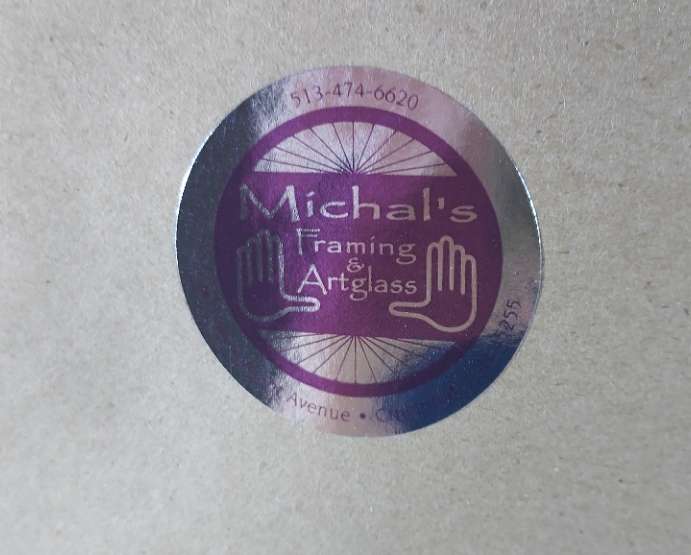 513-474-6620
Michal's
Framing
&
Artglass
Avenue •
255